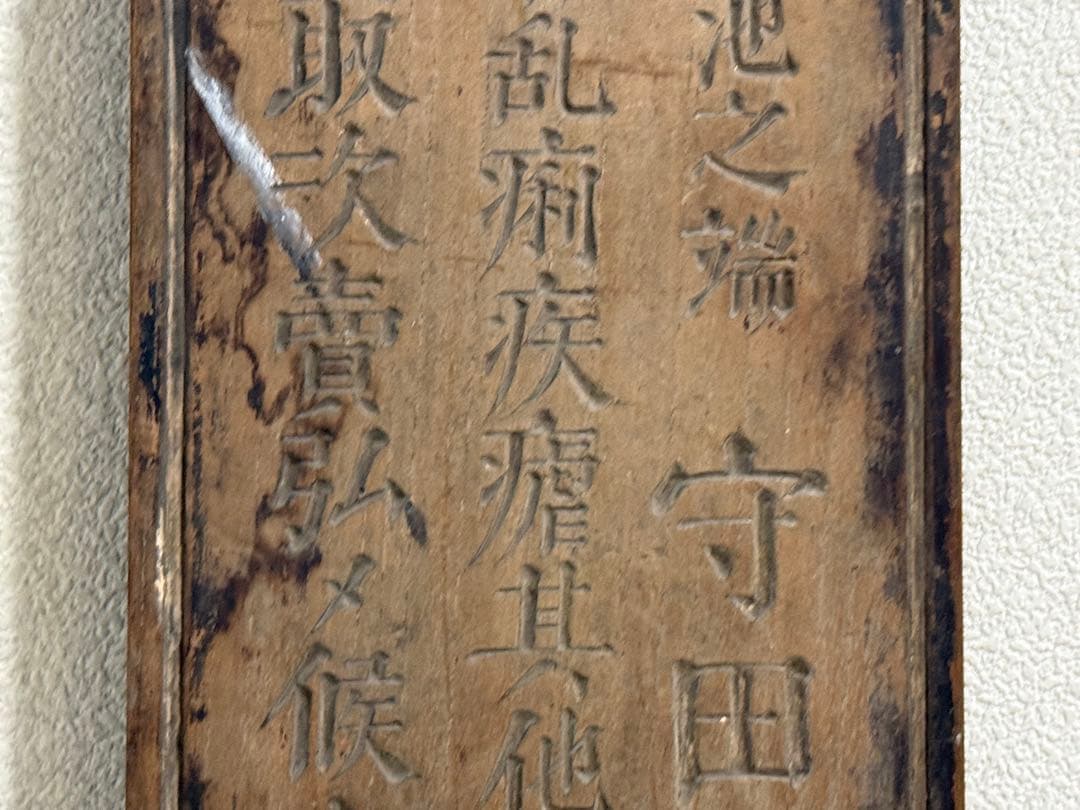 池之端 守田
乱痢疾瘧其他
取次賣弘メ候